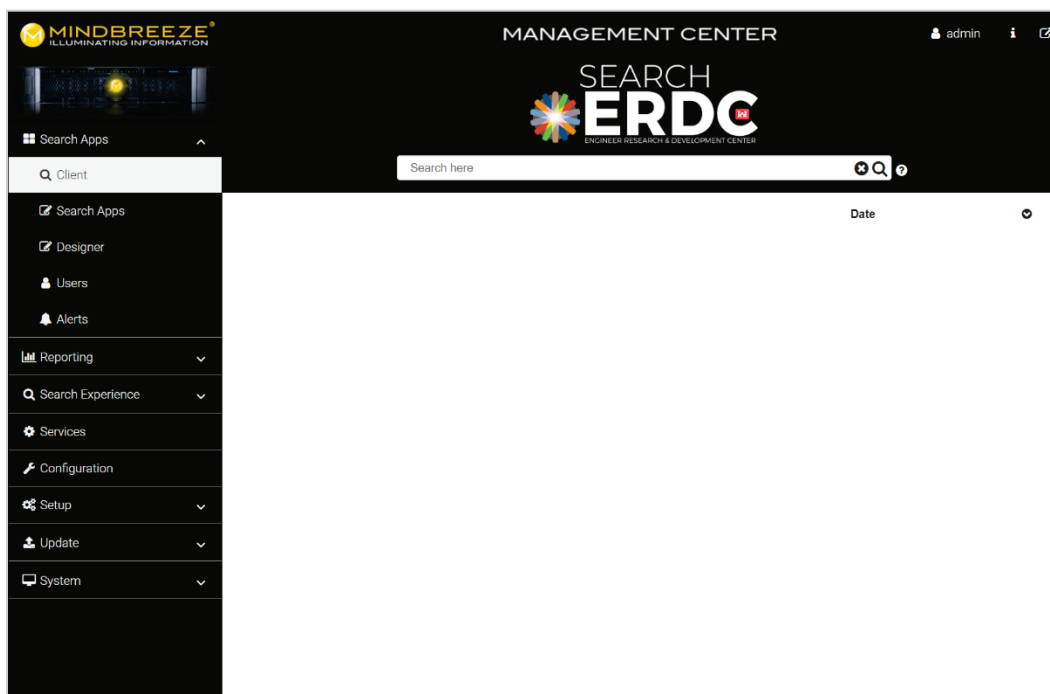 MINDBREEZE®
ILLUMINATING INFORMATION
MANAGEMENT CENTER
admin
SEARCH
ERDC
ENGINEER RESEARCH & DEVELOPMENT CENTER
Search here
Search Apps
Client
Search Apps
Designer
Users
Alerts
Reporting
Search Experience
Services
Configuration
Setup
Update
System
Date